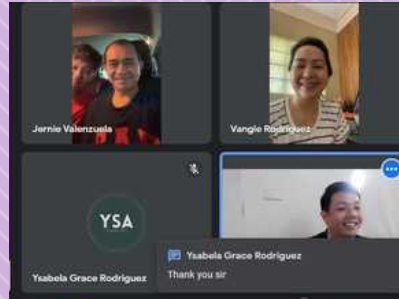 Jernie Valenzuela
Vangie Rodriguez
YSA
Ysabela Grace Rodriguez
Ysabela Grace Rodriguez
Thank you sir